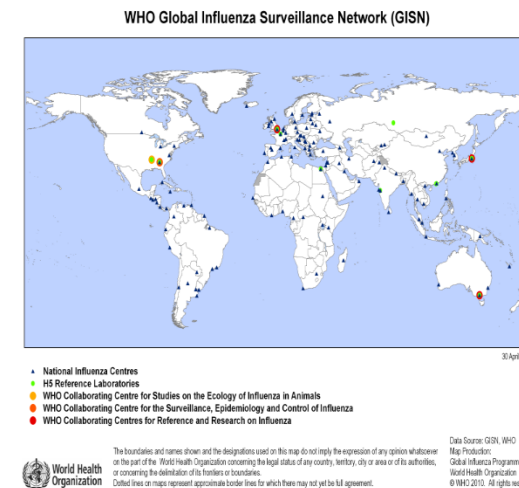 WHO Global Influenza Surveillance Network (GISN)
30 April
National Influenza Centres
H5 Reference Laboratories
WHO Collaborating Centre for Studies on the Ecology of Influenza in Animals
WHO Collaborating Centre for the Surveillance, Epidemiology and Control of Influenza
WHO Collaborating Centres for Reference and Research on Influenza
World Health
Organization
The boundaries and names shown and the designations used on this map do not imply the expression of any opinion whatsoever
on the part of the World Health Organization concerning the legal status of any country, territory, city or area or of its authorities,
or concerning the delimitation of its frontiers or boundaries.
Dotted lines on maps represent approximate border lines for which there may not yet be full agreement.
Data Source: GISN, WHO
Map Production:
Global Influenza Programm
World Health Organization
© WHO 2010. All rights res